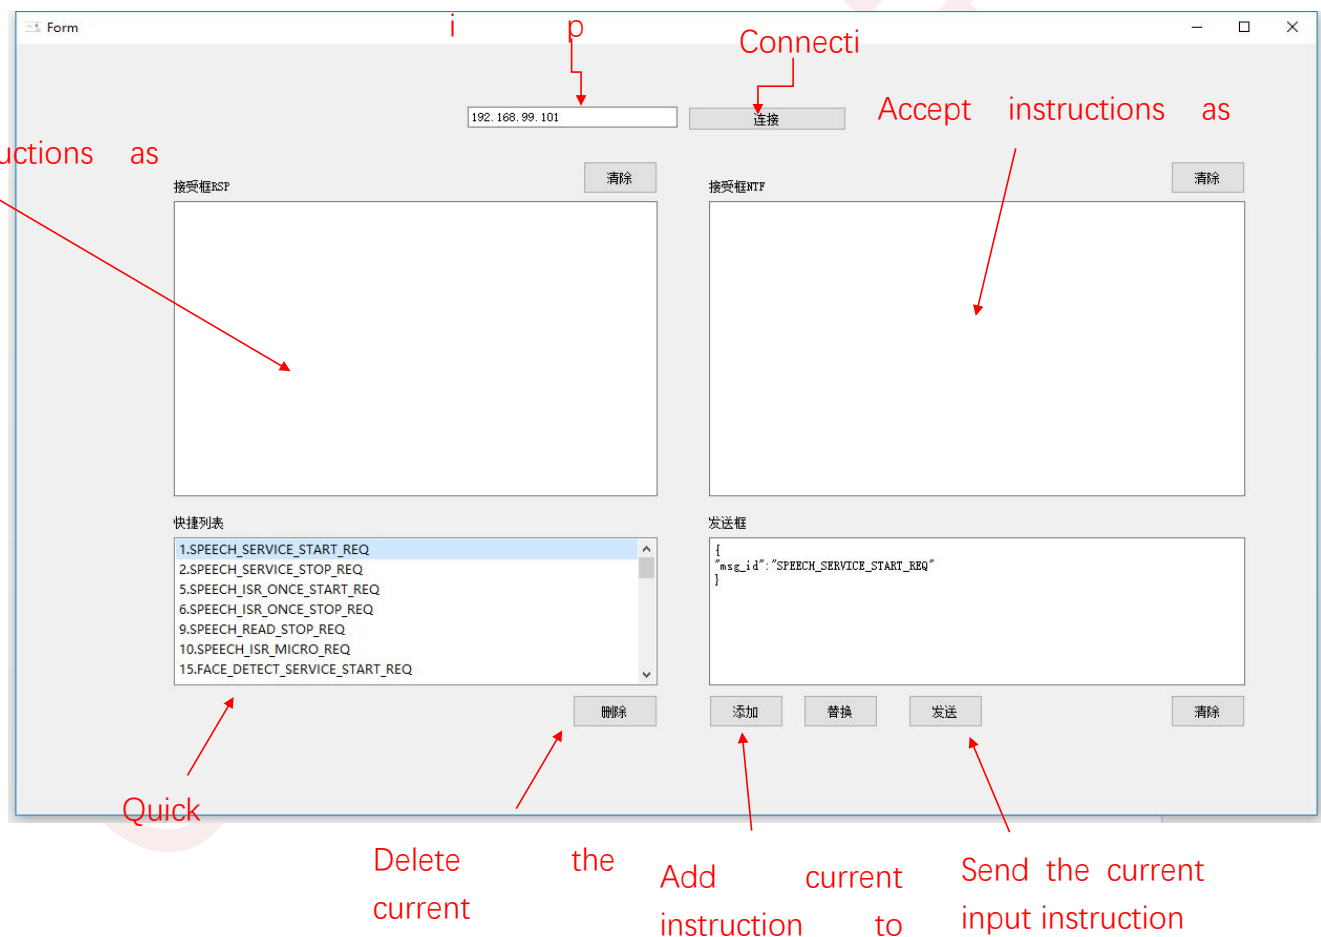 Form
i p
Connecti
192.168.99.101
连接
Accept instructions as
uctions as
接受框RSP
清除
接受框NTF
清除
快捷列表
1.SPEECH_SERVICE_START_REQ
2.SPEECH_SERVICE_STOP_REQ
5.SPEECH_ISR_ONCE_START_REQ
6.SPEECH_ISR_ONCE_STOP_REQ
9.SPEECH_READ_STOP_REQ
10.SPEECH_ISR_MICRO_REQ
15.FACE_DETECT_SERVICE_START_REQ
发送框
{
"msg_id":"SPEECH_SERVICE_START_REQ"
}
删除
添加
替换
发送
清除
Quick
Delete the
current
Add current
instruction to
Send the current
input instruction